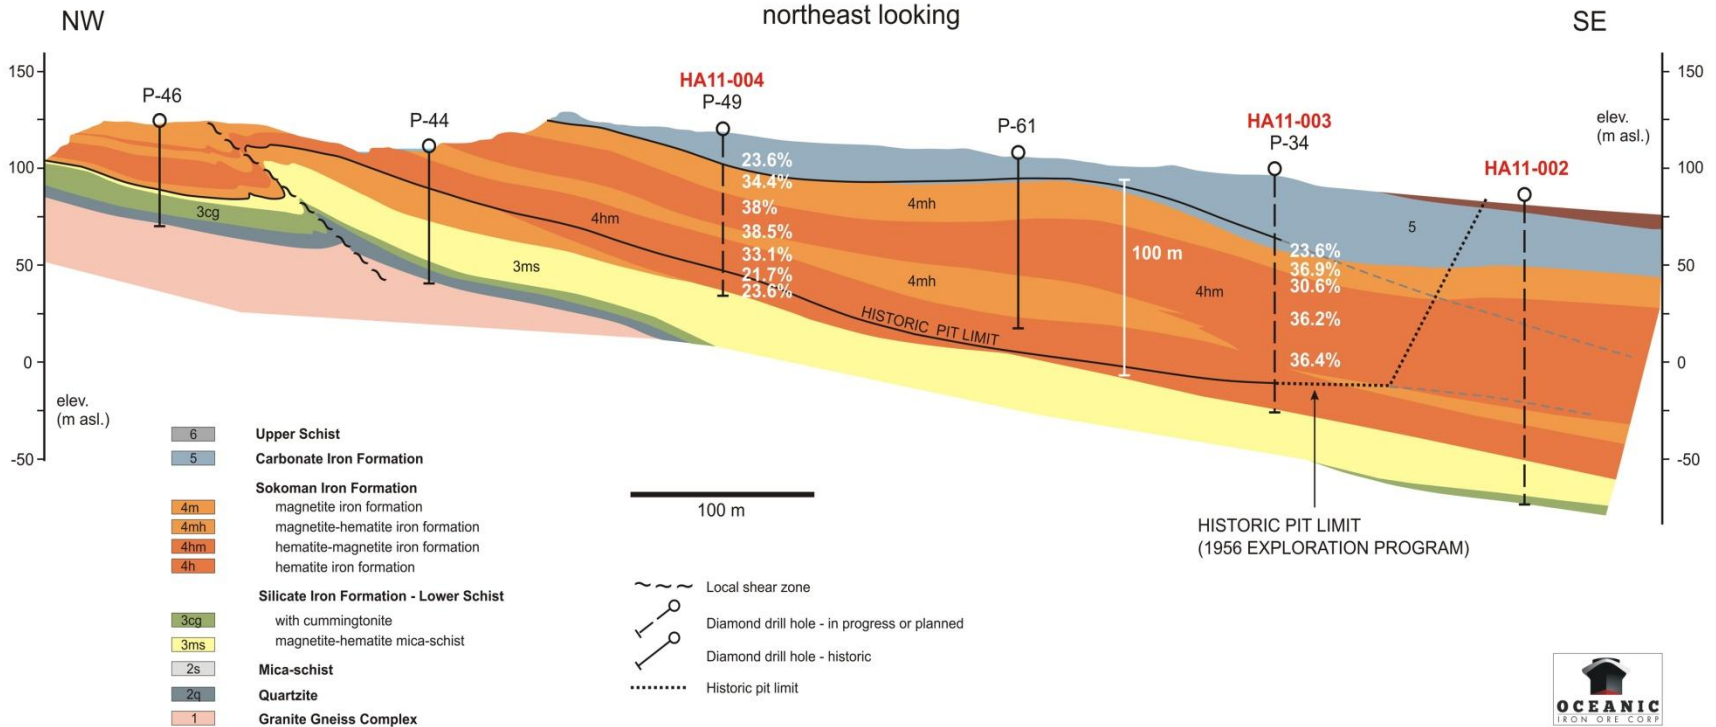 northeast looking
NW
SE
150
100
50
0
-50
elev.
(m asl.)
P-46
P-44
HA11-004
P-49
P-61
HA11-003
P-34
HA11-002
150
100
50
0
-50
elev.
(m asl.)
23.6%
34.4%
38%
38.5%
33.1%
21.7%
23.6%
23.6%
36.9%
30.6%
36.2%
36.4%
3cg
3ms
4hm
4mh
4mh
4hm
5
100 m
HISTORIC PIT LIMIT
HISTORIC PIT LIMIT
(1956 EXPLORATION PROGRAM)
100 m
6 Upper Schist
5 Carbonate Iron Formation
Sokoman Iron Formation
4m magnetite iron formation
4mh magnetite-hematite iron formation
4hm hematite-magnetite iron formation
4h hematite iron formation
Silicate Iron Formation - Lower Schist
3cg with cummingtonite
3ms magnetite-hematite mica-schist
2s Mica-schist
2q Quartzite
1 Granite Gneiss Complex
Local shear zone
Diamond drill hole - in progress or planned
Diamond drill hole - historic
Historic pit limit
OCEANIC
IRON ORE CORP